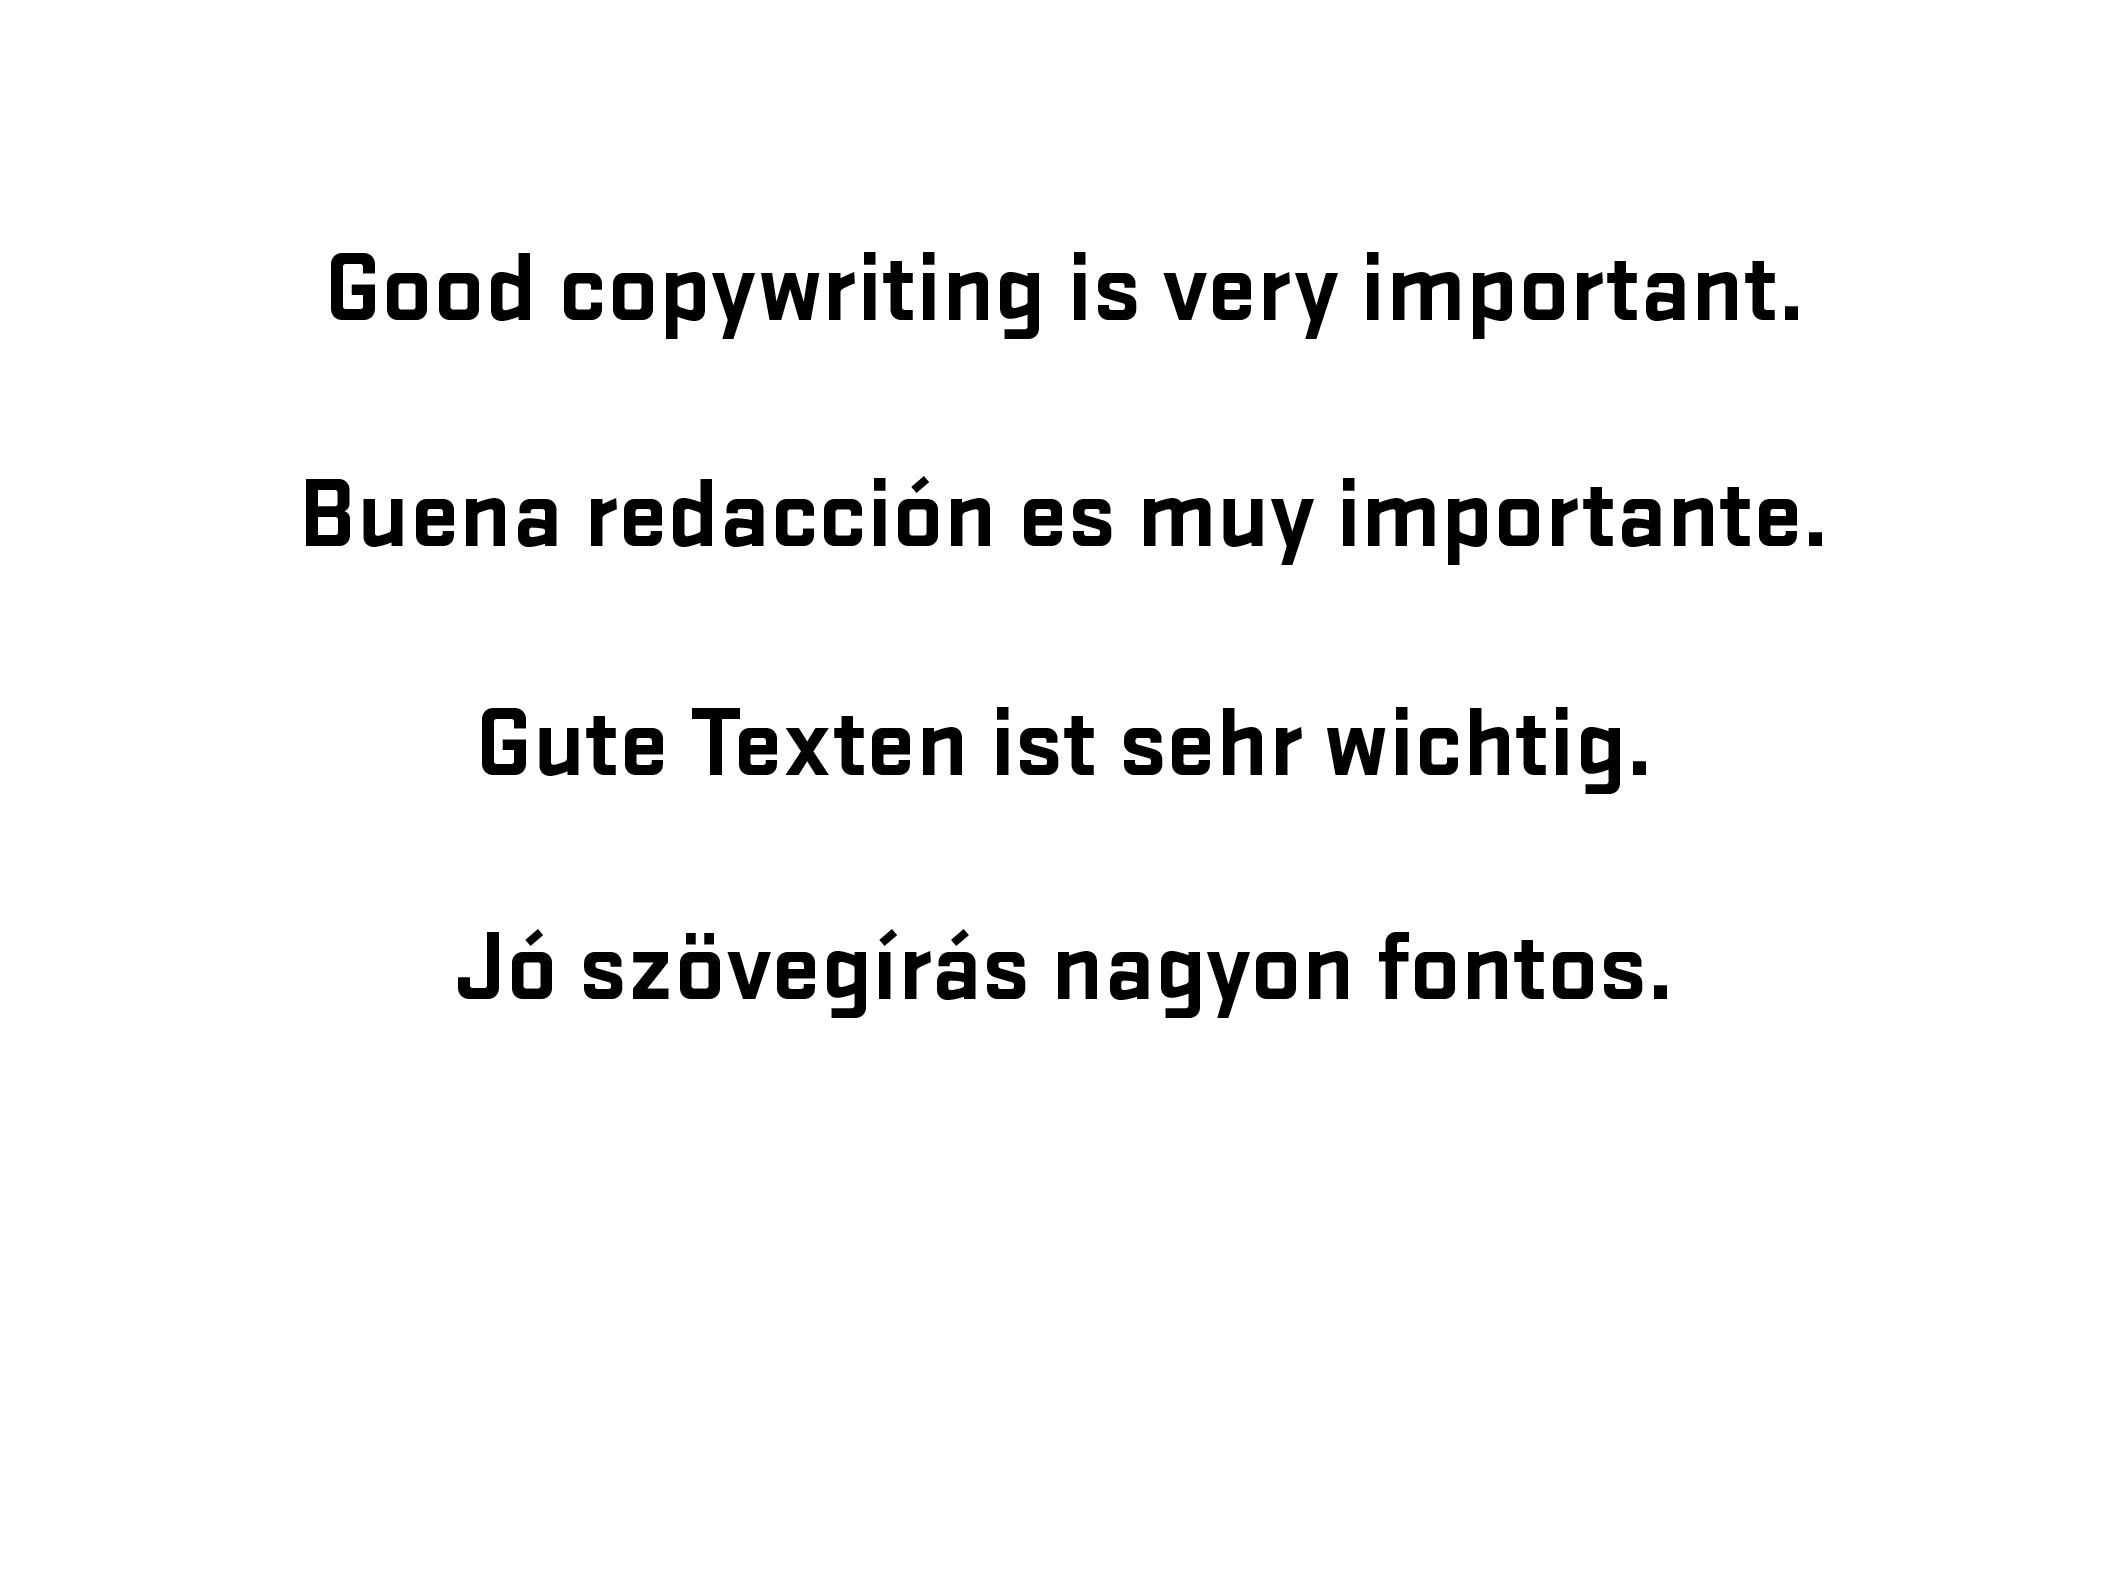 Good copywriting is very important.
Buena redacción es muy importante.
Gute Texten ist sehr wichtig.
Jó szövegírás nagyon fontos.